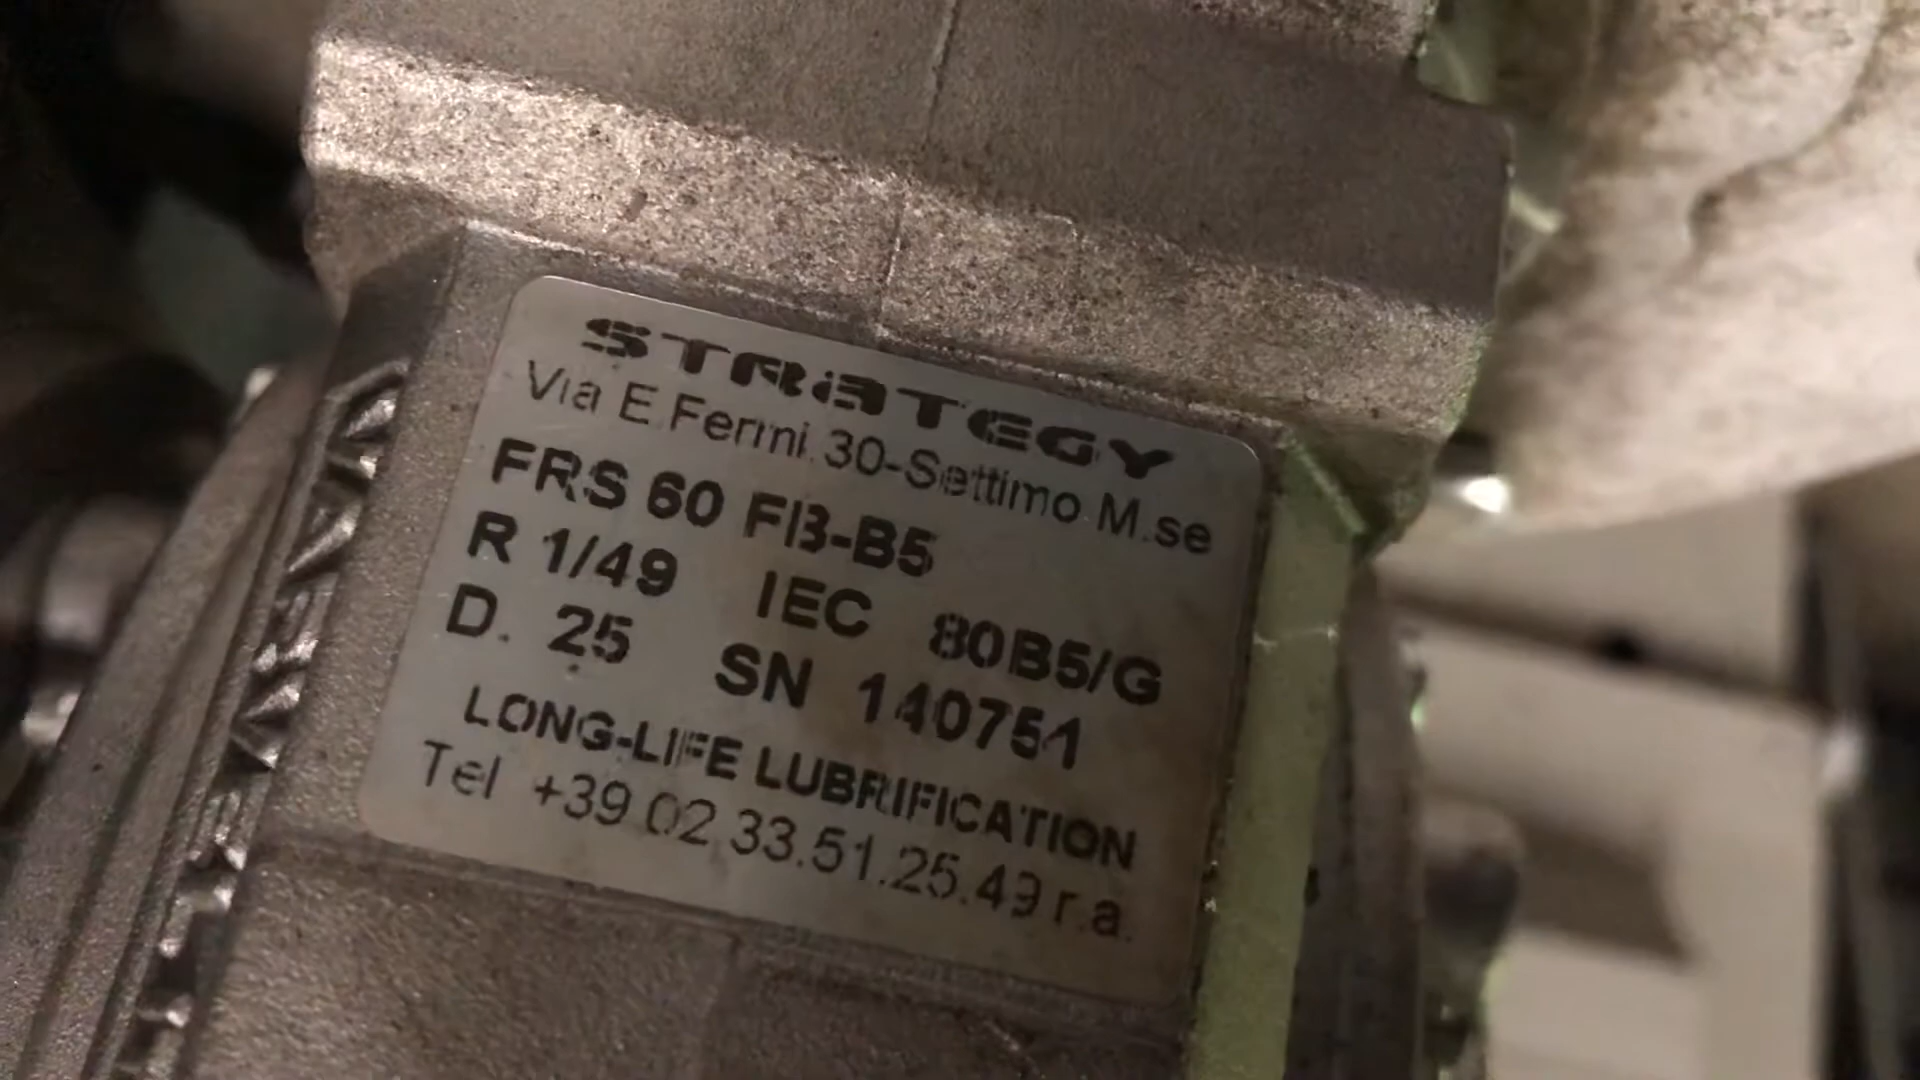 STRATEGY
Via E.Fermi.30-Settimo M.se
FRS 60 FB-B5
R 1/49 IEC 80B5/G
D. 25 SN 140751
LONG-LIFE LUBRIFICATION
Tel +39 02.33.51.25.49 r.a.